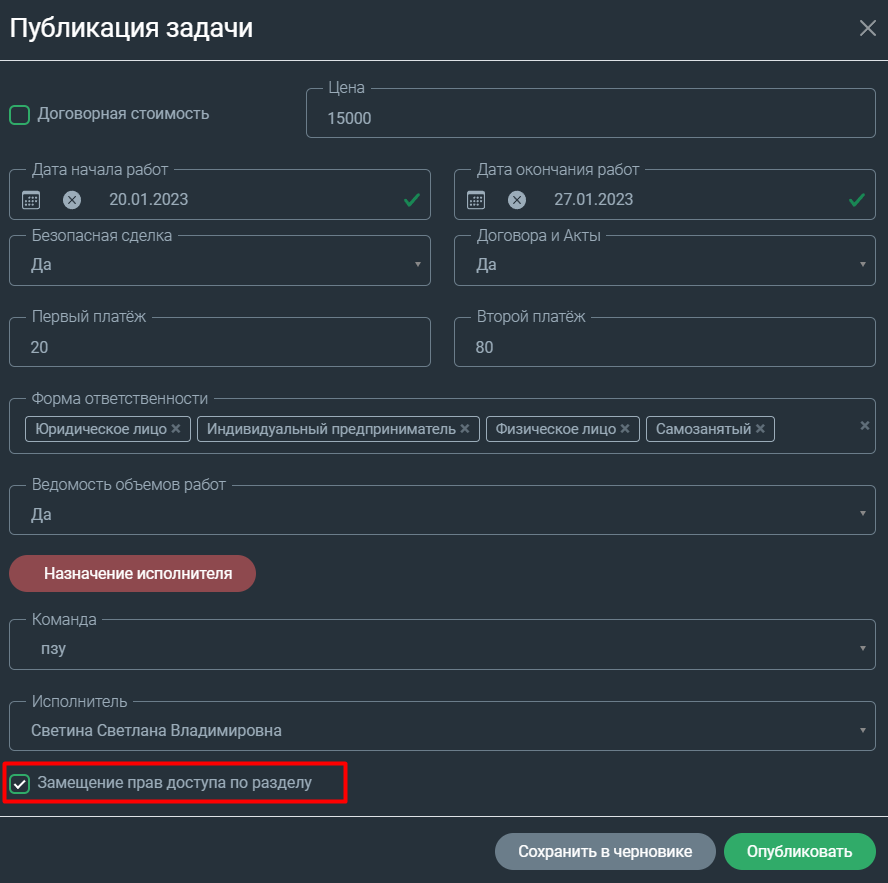 Публикация задачи
Договорная стоимость
Цена
15000
Дата начала работ
20.01.2023
Дата окончания работ
27.01.2023
Безопасная сделка
Да
Договора и Акты
Да
Первый платёж
20
Второй платёж
80
Форма ответственности
Юридическое лицо × Индивидуальный предприниматель × Физическое лицо × Самозанятый ×
Ведомость объемов работ
Да
Назначение исполнителя
Команда
пзу
Исполнитель
Светина Светлана Владимировна
Замещение прав доступа по разделу
Сохранить в черновике
Опубликовать